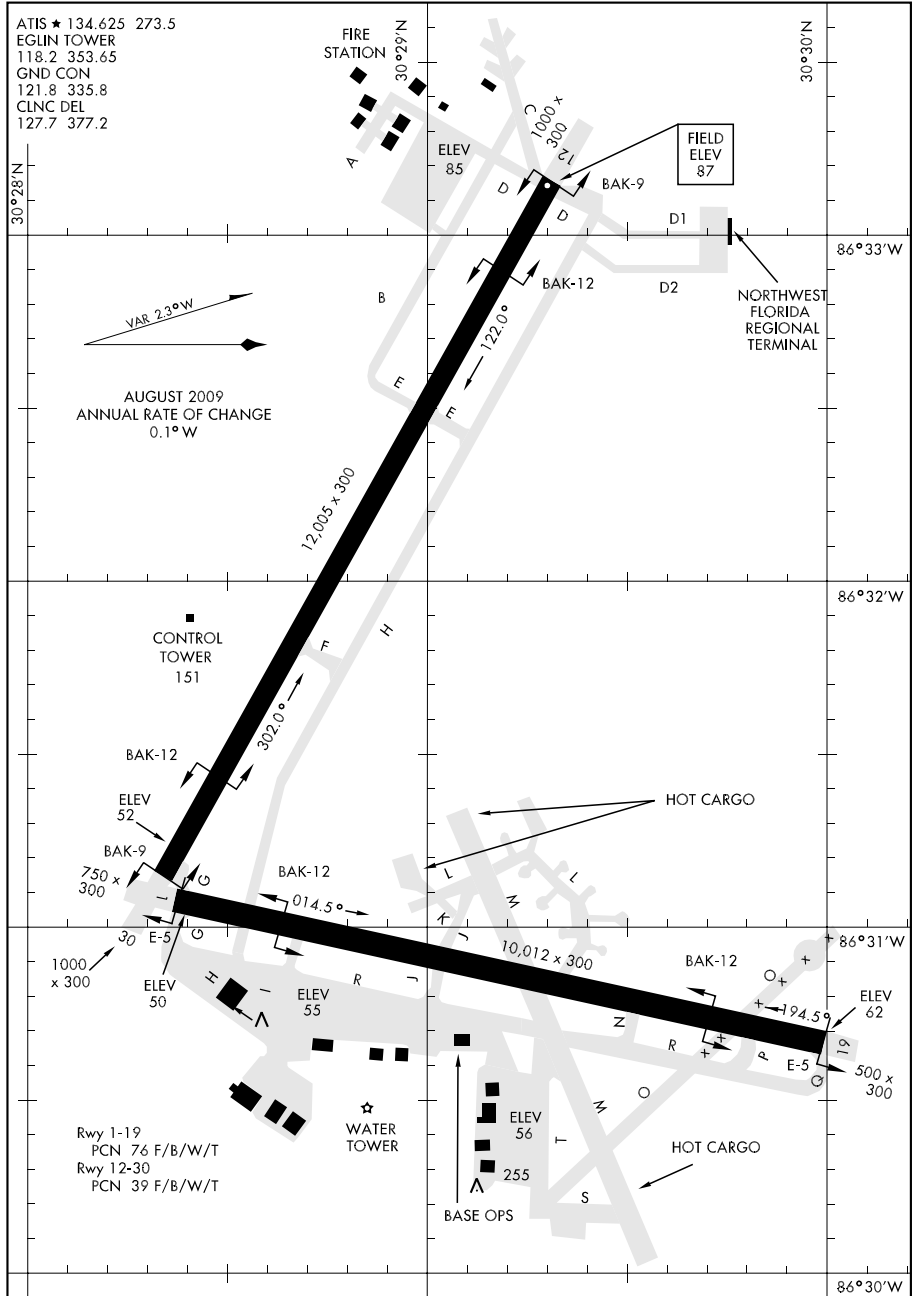 ATIS ★ 134.625 273.5
EGLIN TOWER
118.2 353.65
GND CON
121.8 335.8
CLNC DEL
127.7 377.2
FIRE
STATION
30°29'N
30°30'N
30°28'N
A
ELEV
85
C
1000 x
300
12
FIELD
ELEV
87
BAK-9
D
D
D1
86°33'W
B
BAK-12
D2
NORTHWEST
FLORIDA
REGIONAL
TERMINAL
VAR 2.3°W
122.0°
AUGUST 2009
ANNUAL RATE OF CHANGE
0.1° W
E
E
12,005 x 300
86°32'W
CONTROL
TOWER
151
F
H
302.0°
BAK-12
ELEV
52
HOT CARGO
BAK-9
750 x
300
G
BAK-12
014.5°
L
L
K
M
J
I
G
E-5
30
1000
x 300
ELEV
50
H
I
ELEV
55
R
J
10,012 x 300
BAK-12
86°31'W
x
x
O
x
x
194.5°
ELEV
62
N
R
x
x
P
E-5
Q
19
500 x
300
O
M
WATER
TOWER
ELEV
56
T
255
S
HOT CARGO
BASE OPS
Rwy 1-19
PCN 76 F/B/W/T
Rwy 12-30
PCN 39 F/B/W/T
86°30'W